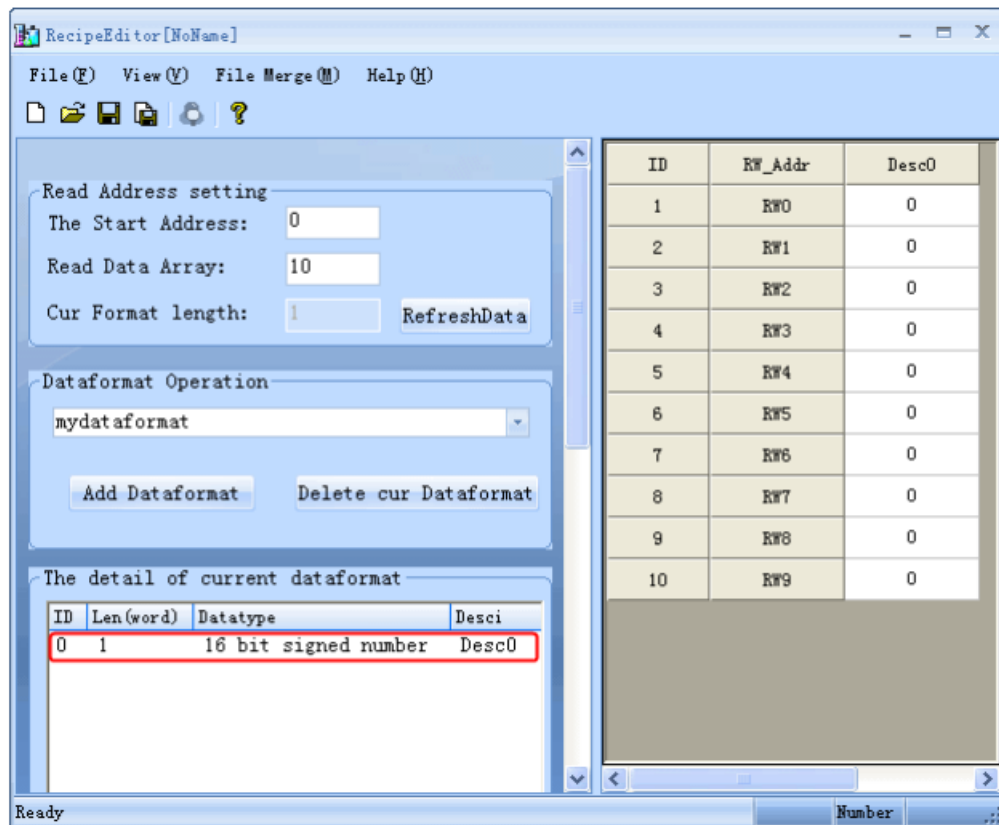 RecipeEditor[NoName]
File(F) View(V) File Merge(M) Help(H)
Read Address setting
The Start Address: 0
Read Data Array: 10
Cur Format length: 1 RefreshData
Dataformat Operation
mydataformat
Add Dataformat Delete cur Dataformat
The detail of current dataformat
ID Len(word) Datatype Desci
0 1 16 bit signed number Desc0
ID RW_Addr Desc0
1 RW0 0
2 RW1 0
3 RW2 0
4 RW3 0
5 RW4 0
6 RW5 0
7 RW6 0
8 RW7 0
9 RW8 0
10 RW9 0
Ready Number